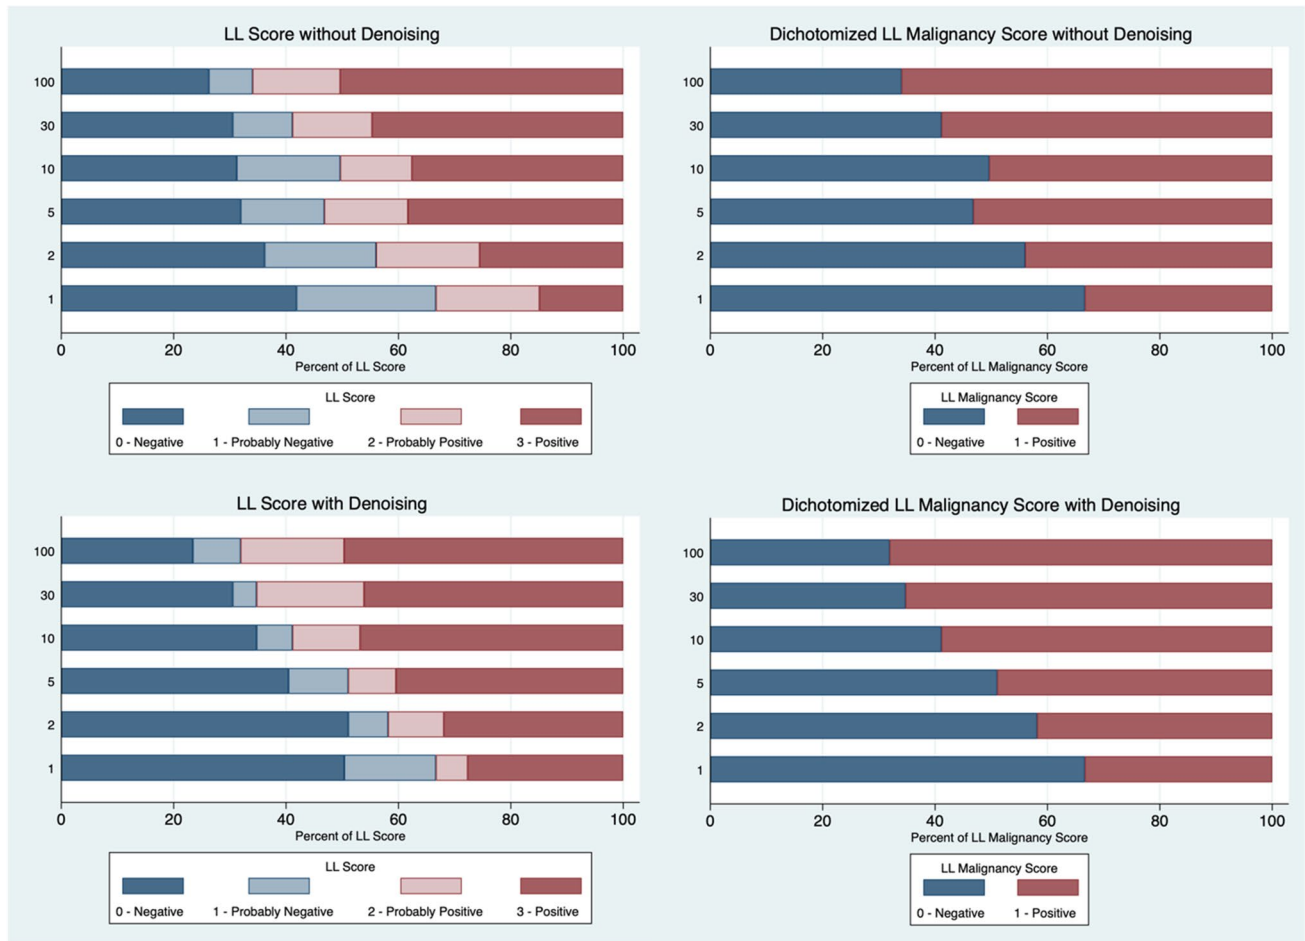 LL Score without Denoising
100
30
10
5
2
1
0 20 40 60 80 100
Percent of LL Score
LL Score
0 - Negative 1 - Probably Negative 2 - Probably Positive 3 - Positive
Dichotomized LL Malignancy Score without Denoising
100
30
10
5
2
1
0 20 40 60 80 100
Percent of LL Malignancy Score
LL Malignancy Score
0 - Negative 1 - Positive
LL Score with Denoising
100
30
10
5
2
1
0 20 40 60 80 100
Percent of LL Score
LL Score
0 - Negative 1 - Probably Negative 2 - Probably Positive 3 - Positive
Dichotomized LL Malignancy Score with Denoising
100
30
10
5
2
1
0 20 40 60 80 100
Percent of LL Malignancy Score
LL Malignancy Score
0 - Negative 1 - Positive